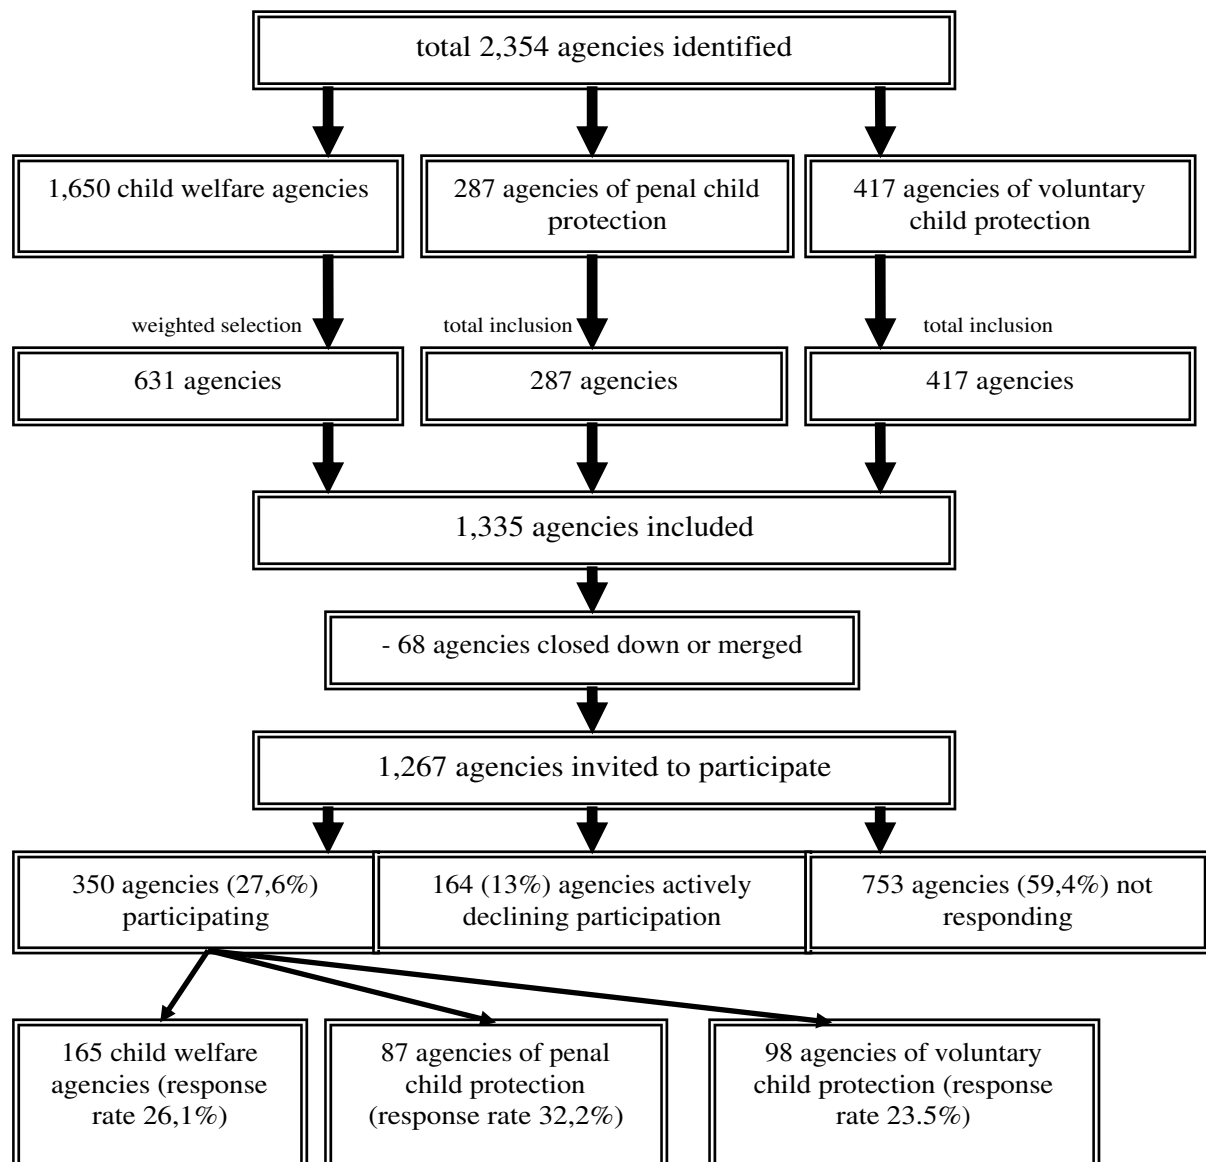 total 2,354 agencies identified
1,650 child welfare agencies
287 agencies of penal child
protection
417 agencies of voluntary
child protection
weighted selection
total inclusion
total inclusion
631 agencies
287 agencies
417 agencies
1,335 agencies included
- 68 agencies closed down or merged
1,267 agencies invited to participate
350 agencies (27,6%)
participating
164 (13%) agencies actively
declining participation
753 agencies (59,4%) not
responding
165 child welfare
agencies (response
rate 26,1%)
87 agencies of penal
child protection
(response rate 32,2%)
98 agencies of voluntary
child protection (response
rate 23.5%)